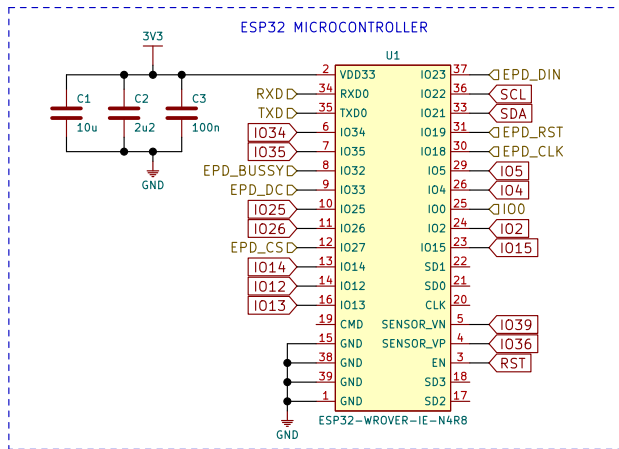 ESP32 MICROCONTROLLER
3V3
U1
C1
10u
C2
2u2
C3
100n
GND
2 VDD33 IO23 37 EPD_DIN
RXD 34 RXD0 IO22 36 SCL
TXD 35 TXD0 IO21 33 SDA
IO34 6 IO34 IO19 31 EPD_RST
IO35 7 IO35 IO18 30 EPD_CLK
EPD_BUSSY 8 IO32 IO5 29 IO5
EPD_DC 9 IO33 IO4 26 IO4
IO25 10 IO25 IO0 25 IO0
IO26 11 IO26 IO2 24 IO2
EPD_CS 12 IO27 IO15 23 IO15
IO14 13 IO14 SD1 22
IO12 14 IO12 SD0 21
IO13 16 IO13 CLK 20
19 CMD SENSOR_VN 5 IO39
15 GND SENSOR_VP 4 IO36
38 GND EN 3 RST
39 GND SD3 18
1 GND SD2 17
ESP32-WROVER-IE-N4R8
GND